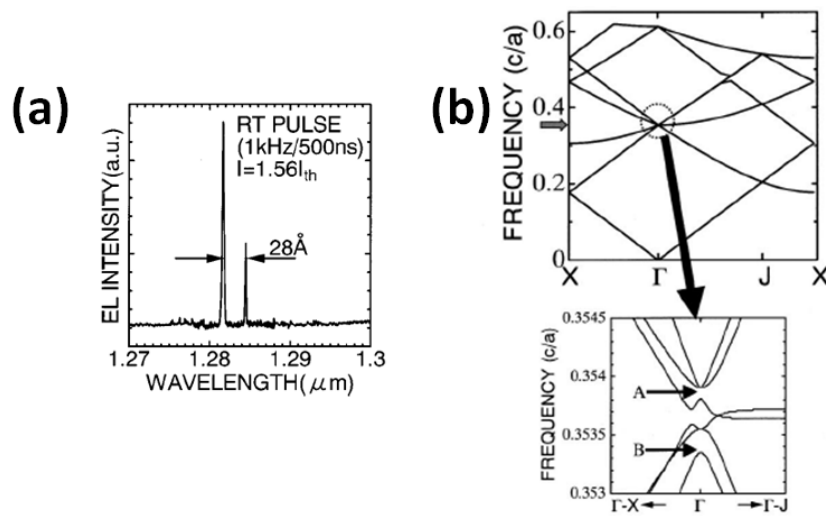 (a)
EL INTENSITY(a.u.)
RT PULSE
(1kHz/500ns)
I=1.56Ith
28Å
1.27 1.28 1.29 1.3
WAVELENGTH(μm)
(b)
FREQUENCY (c/a)
0.6
0.4
0.2
0
X Γ J X
FREQUENCY (c/a)
0.3545
0.354
0.3535
0.353
A
B
Γ-X Γ Γ-J